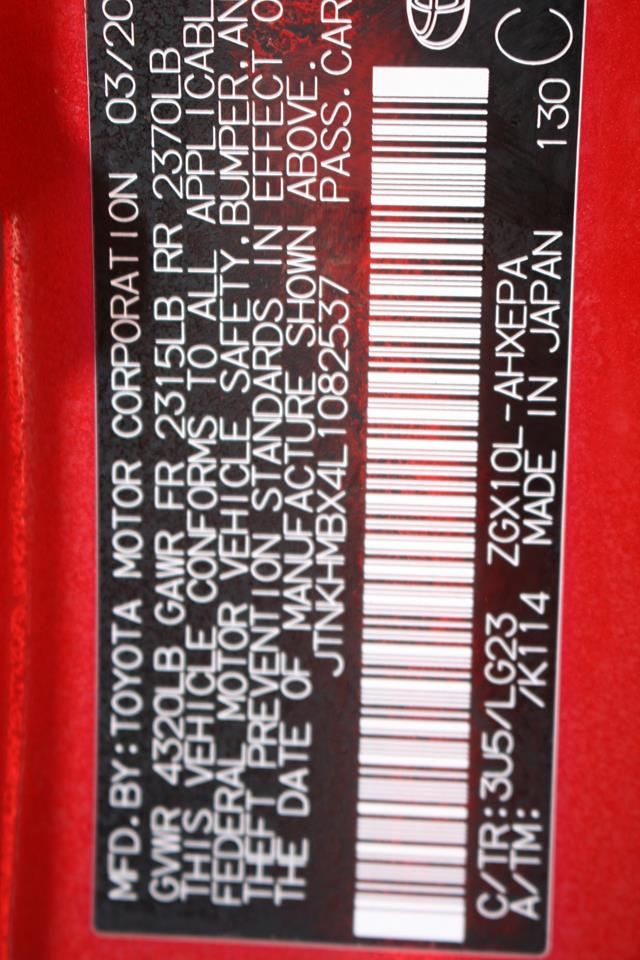 MFD.BY:TOYOTA MOTOR CORPORATION 03/20
GVWR 4320LB GAWR FR 2315LB RR 2370LB
THIS VEHICLE CONFORMS TO ALL APPLICABL
FEDERAL MOTOR VEHICLE SAFETY,BUMPER,AN
THEFT PREVENTION STANDARDS IN EFFECT O
THE DATE OF MANUFACTURE SHOWN ABOVE.
JTNKHMBX4L1082537 PASS.CAR
C/TR:3U5/LG23 ZGX10L-AHXEPA
A/TM: /K114 MADE IN JAPAN 130 C